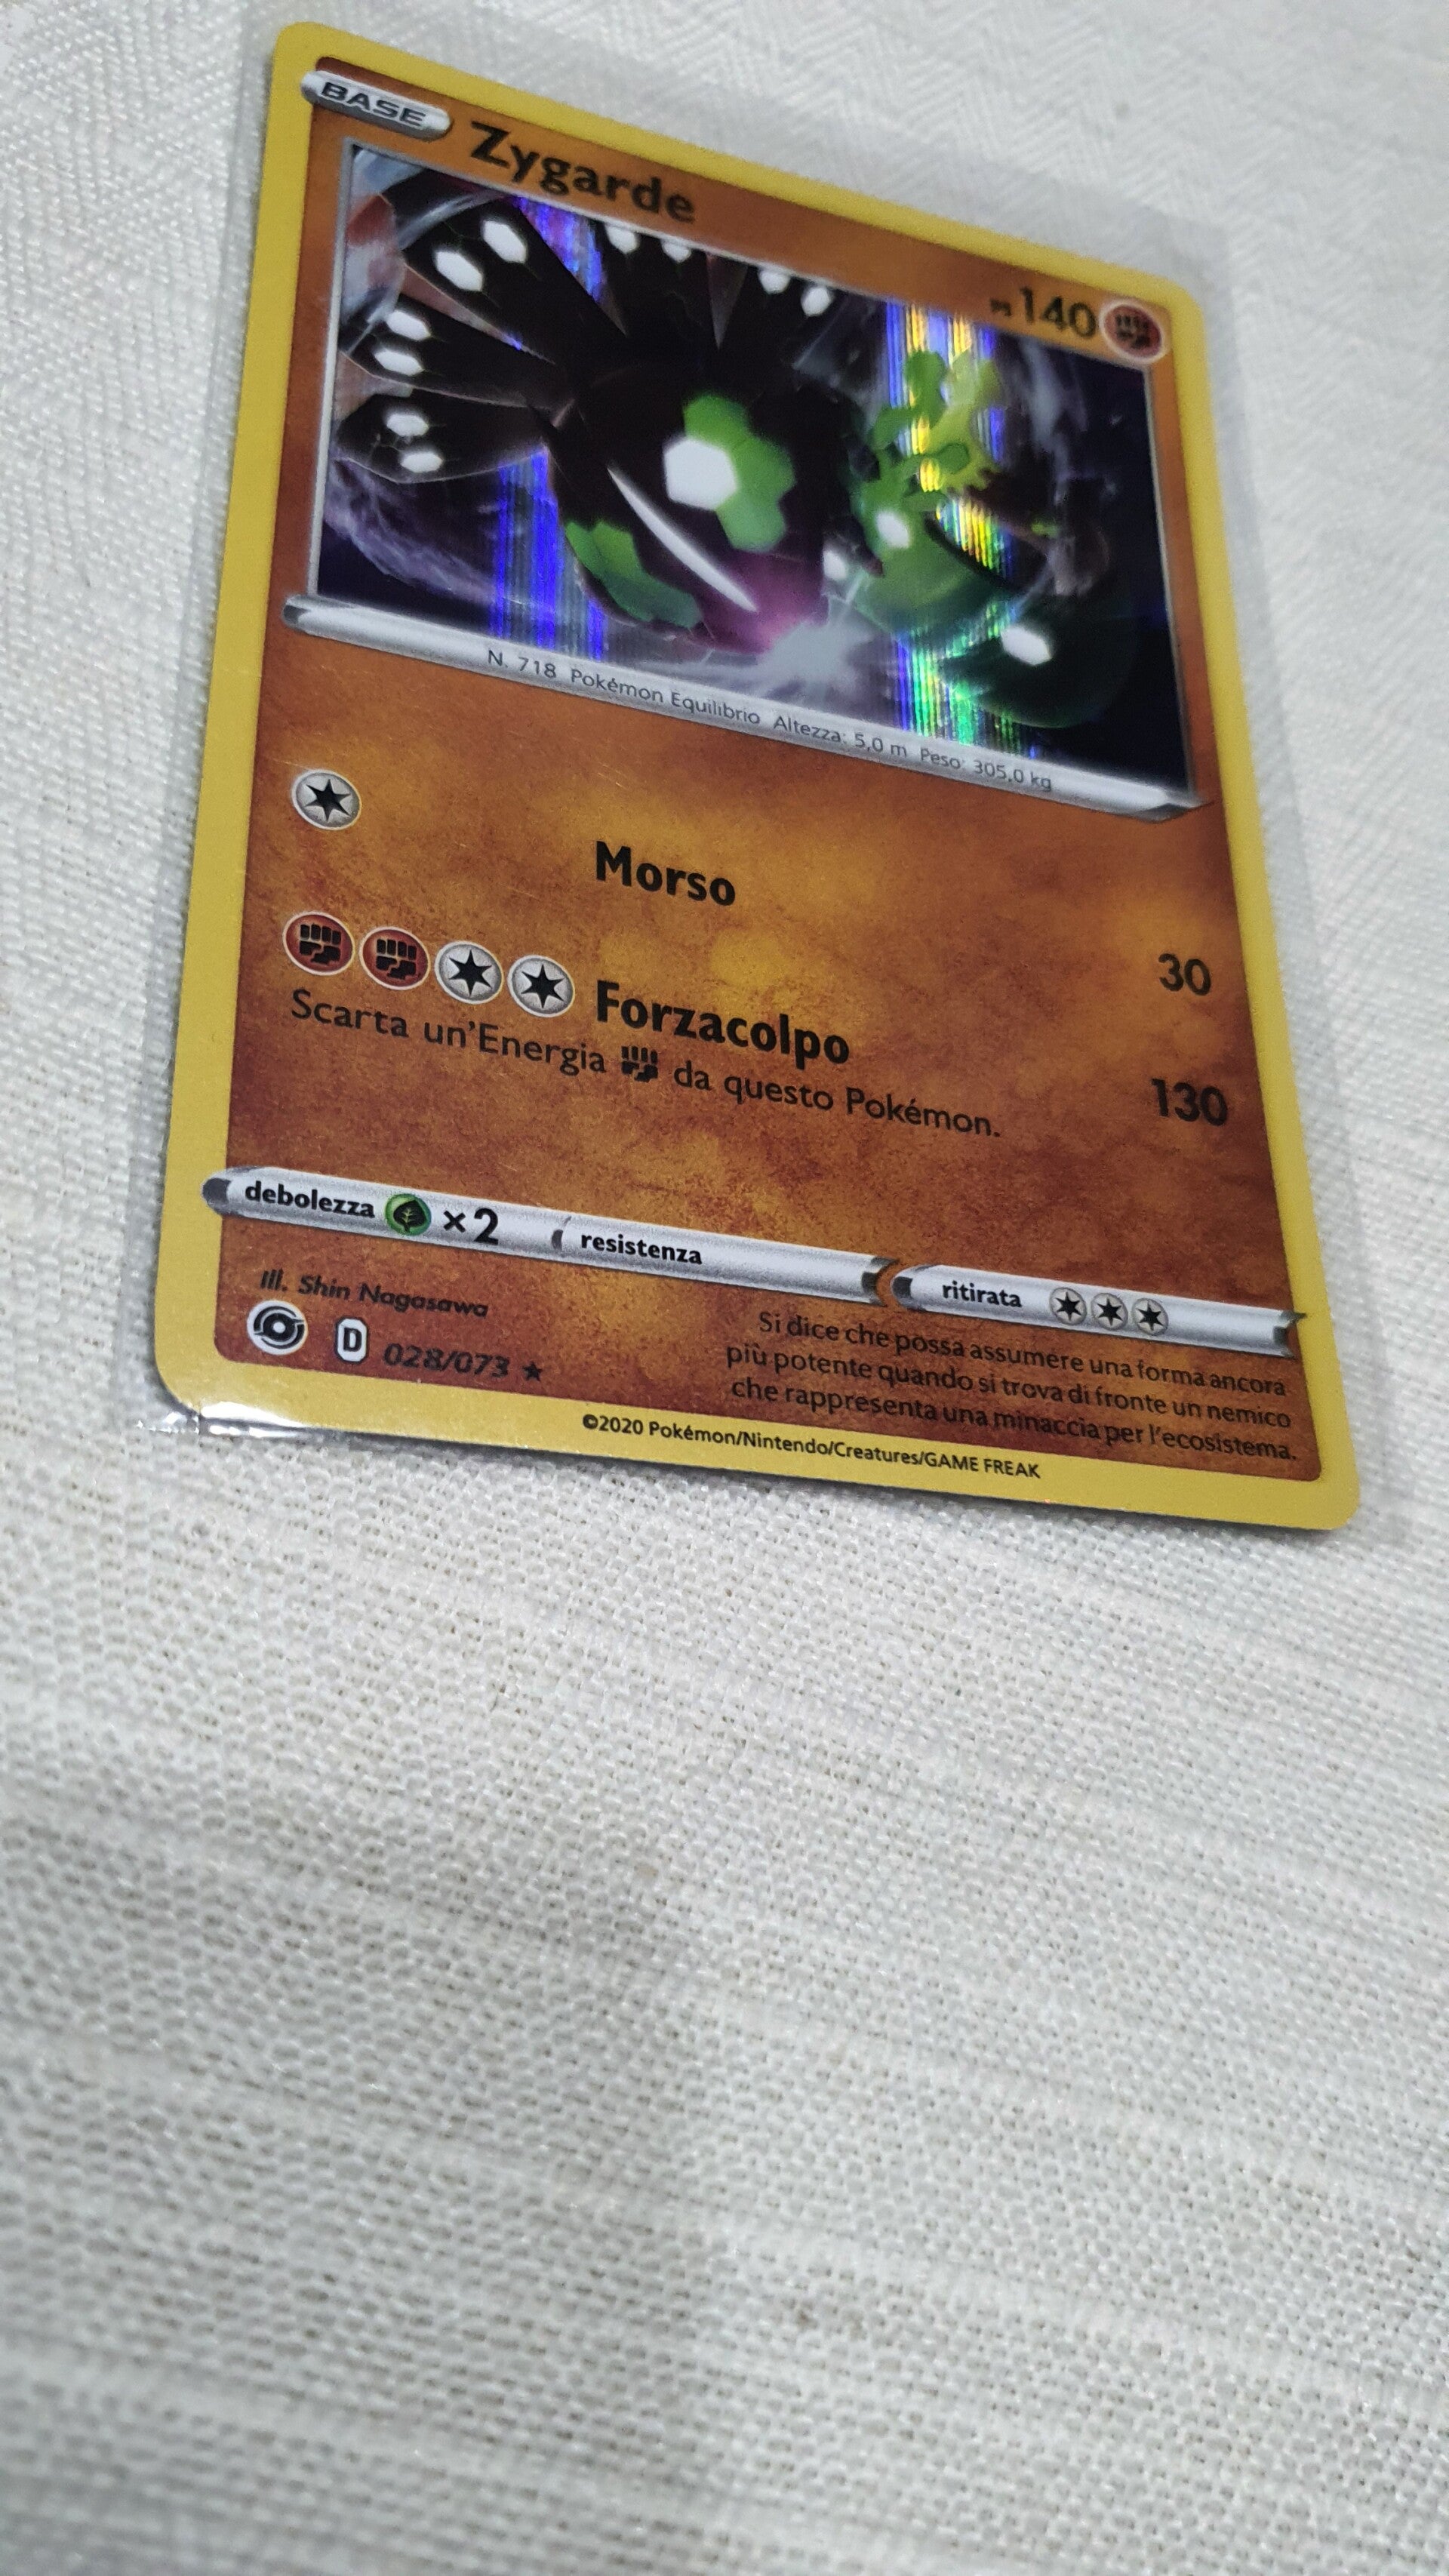 BASE
Zygarde
PS 140
N. 718 Pokémon Equilibrio Altezza: 5,0 m Peso: 305,0 kg
Morso 30
Forzacolpo 130
Scarta un'Energia da questo Pokémon.
debolezza ×2 resistenza ritirata
Ill. Shin Nagasawa
D 028/073 ★
Si dice che possa assumere una forma ancora
più potente quando si trova di fronte un nemico
che rappresenta una minaccia per l'ecosistema.
©2020 Pokémon/Nintendo/Creatures/GAME FREAK